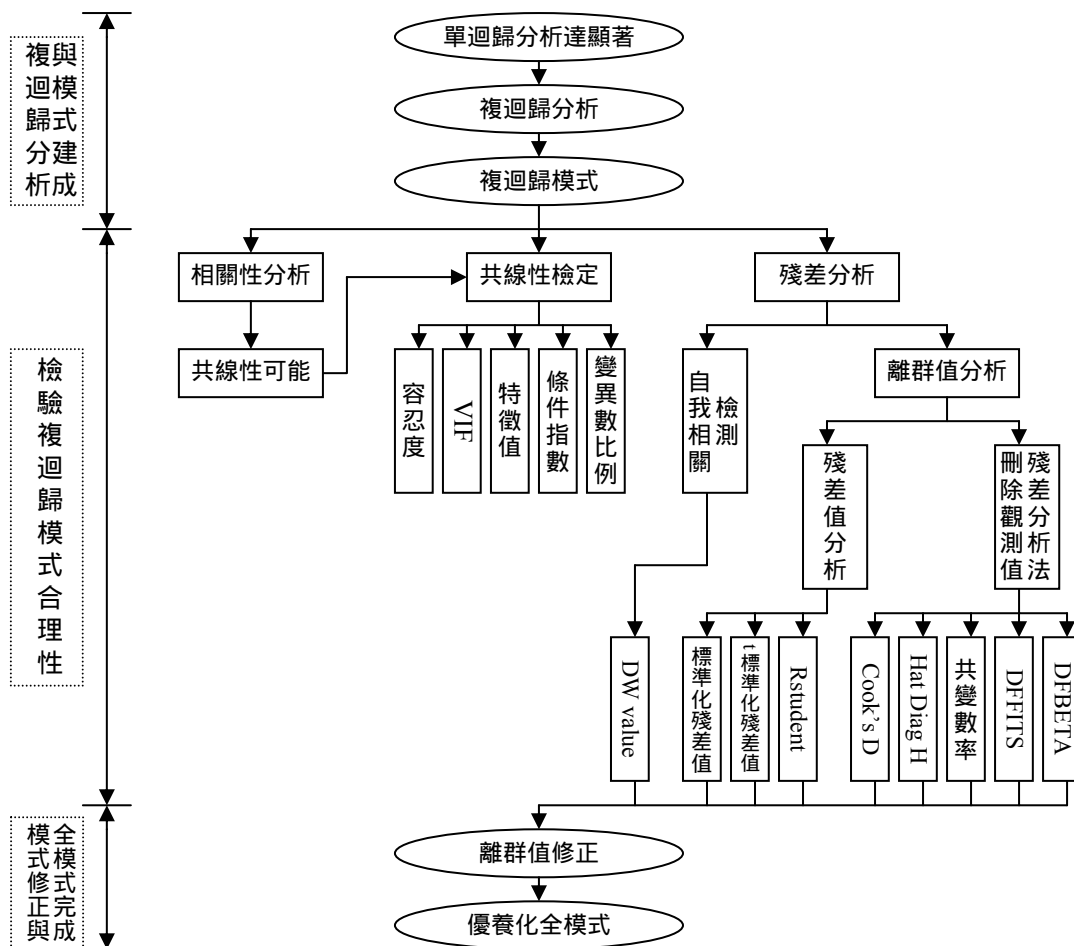 單迴歸分析達顯著
複迴歸分析
與模式建成
複迴歸分析
複迴歸模式
相關性分析
共線性檢定
殘差分析
共線性可能
容忍度
VIF
特徵值
條件指數
變異數比例
自我相關
檢測
離群值分析
檢驗複迴歸模式合理性
殘差值分析
刪除觀測值
殘差分析法
DW value
標準化殘差值
t標準化殘差值
Rstudent
Cook's D
Hat Diag H
共變數率
DFFITS
DFBETA
模式修正與
全模式完成
離群值修正
優養化全模式